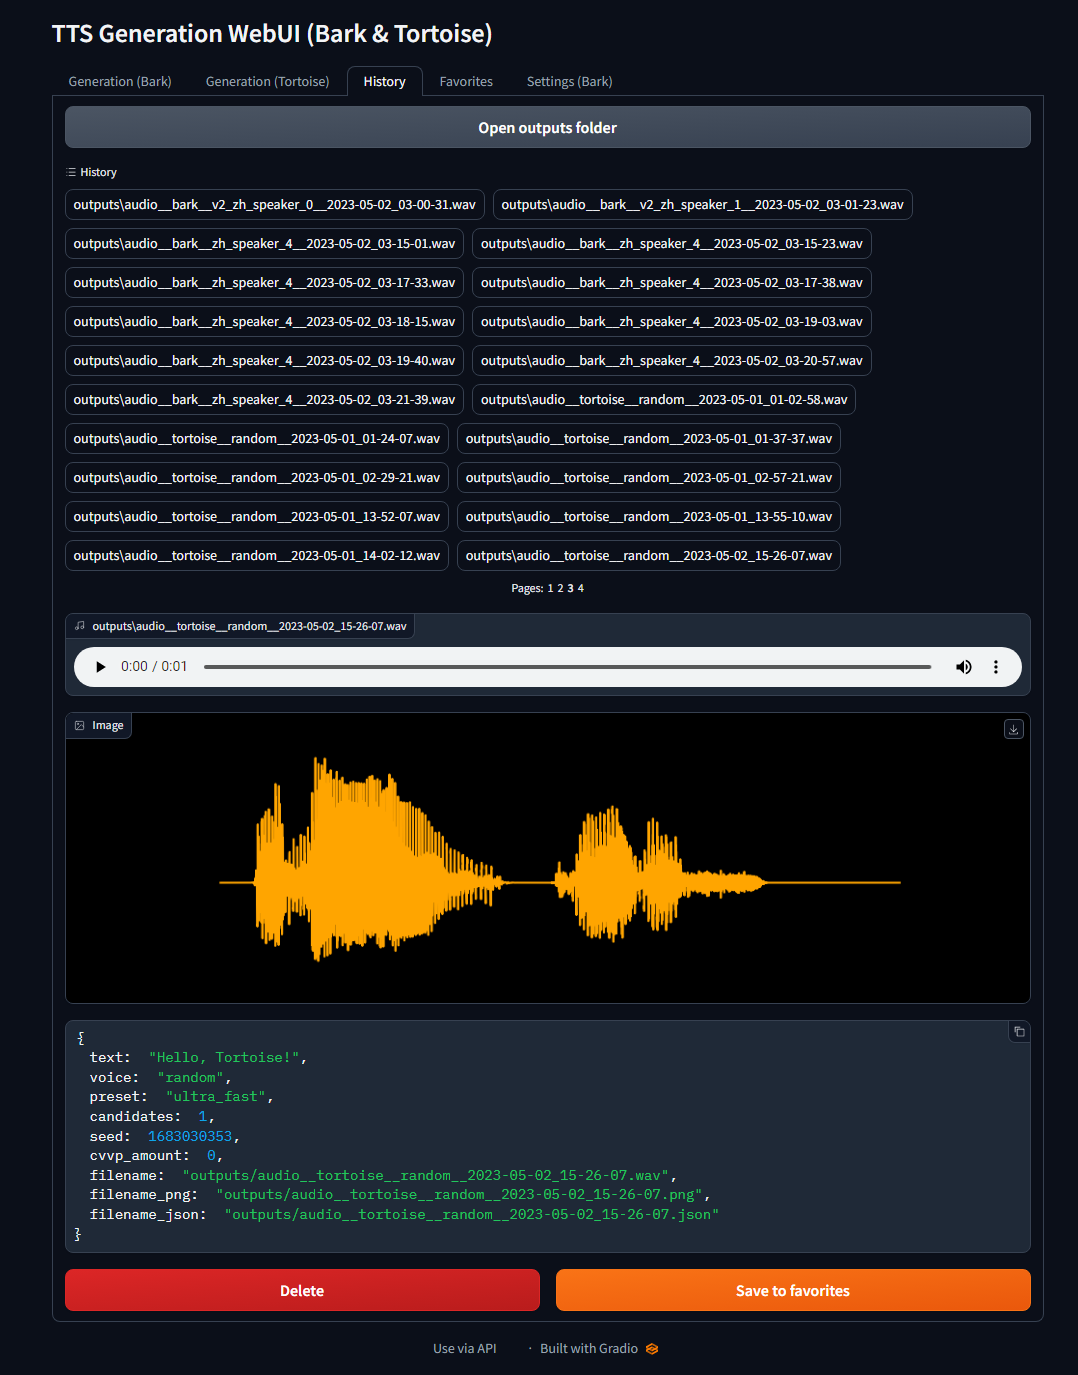 TTS Generation WebUI (Bark & Tortoise)
Generation (Bark) Generation (Tortoise) History Favorites Settings (Bark)
Open outputs folder
History
outputs\audio__bark__v2_zh_speaker_0__2023-05-02_03-00-31.wav outputs\audio__bark__v2_zh_speaker_1__2023-05-02_03-01-23.wav
outputs\audio__bark__zh_speaker_4__2023-05-02_03-15-01.wav outputs\audio__bark__zh_speaker_4__2023-05-02_03-15-23.wav
outputs\audio__bark__zh_speaker_4__2023-05-02_03-17-33.wav outputs\audio__bark__zh_speaker_4__2023-05-02_03-17-38.wav
outputs\audio__bark__zh_speaker_4__2023-05-02_03-18-15.wav outputs\audio__bark__zh_speaker_4__2023-05-02_03-19-03.wav
outputs\audio__bark__zh_speaker_4__2023-05-02_03-19-40.wav outputs\audio__bark__zh_speaker_4__2023-05-02_03-20-57.wav
outputs\audio__bark__zh_speaker_4__2023-05-02_03-21-39.wav outputs\audio__tortoise__random__2023-05-01_01-02-58.wav
outputs\audio__tortoise__random__2023-05-01_01-24-07.wav outputs\audio__tortoise__random__2023-05-01_01-37-37.wav
outputs\audio__tortoise__random__2023-05-01_02-29-21.wav outputs\audio__tortoise__random__2023-05-01_02-57-21.wav
outputs\audio__tortoise__random__2023-05-01_13-52-07.wav outputs\audio__tortoise__random__2023-05-01_13-55-10.wav
outputs\audio__tortoise__random__2023-05-01_14-02-12.wav outputs\audio__tortoise__random__2023-05-02_15-26-07.wav
Pages: 1 2 3 4
outputs\audio__tortoise__random__2023-05-02_15-26-07.wav
0:00 / 0:01
Image
{
text: "Hello, Tortoise!",
voice: "random",
preset: "ultra_fast",
candidates: 1,
seed: 1683030353,
cvvp_amount: 0,
filename: "outputs/audio__tortoise__random__2023-05-02_15-26-07.wav",
filename_png: "outputs/audio__tortoise__random__2023-05-02_15-26-07.png",
filename_json: "outputs/audio__tortoise__random__2023-05-02_15-26-07.json"
}
Delete Save to favorites
Use via API · Built with Gradio